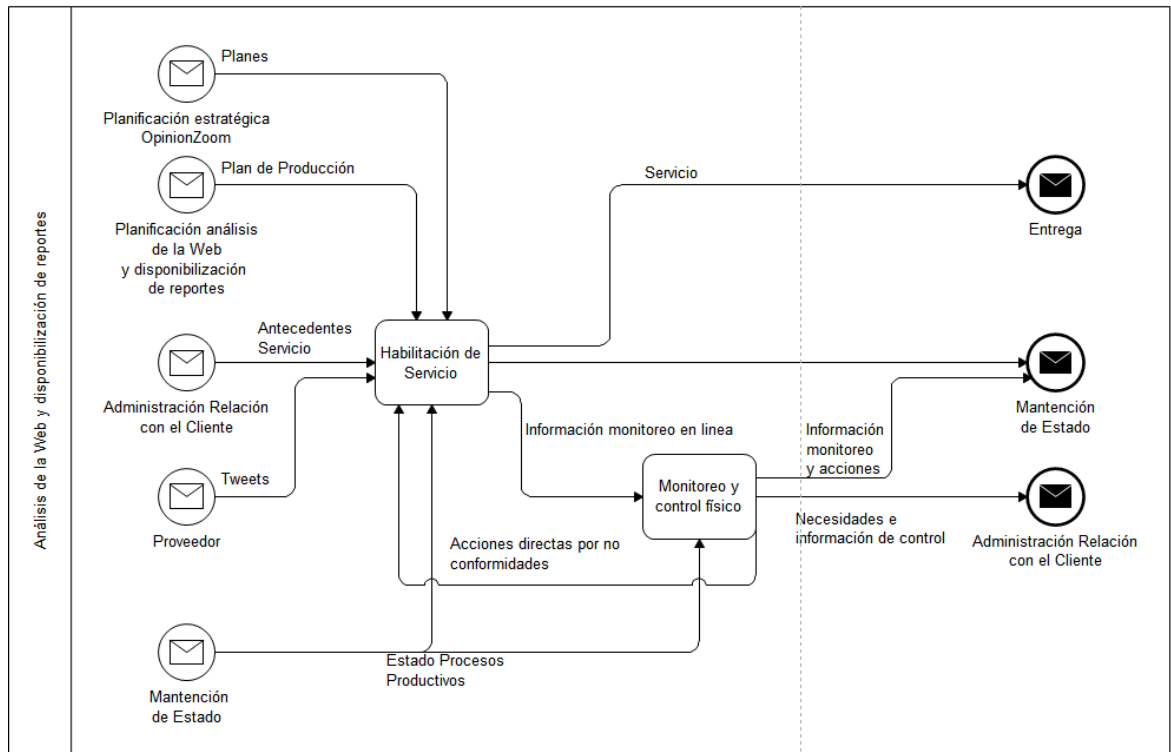 Análisis de la Web y disponibilización de reportes
Planes
Planificación estratégica
OpinionZoom
Plan de Producción
Planificación análisis
de la Web
y disponibilización
de reportes
Servicio
Entrega
Antecedentes
Servicio
Habilitación de
Servicio
Administración Relación
con el Cliente
Mantención
de Estado
Información monitoreo en linea
Información
monitoreo
y acciones
Tweets
Proveedor
Monitoreo y
control físico
Necesidades e
información de control
Administración Relación
con el Cliente
Acciones directas por no
conformidades
Estado Procesos
Productivos
Mantención
de Estado